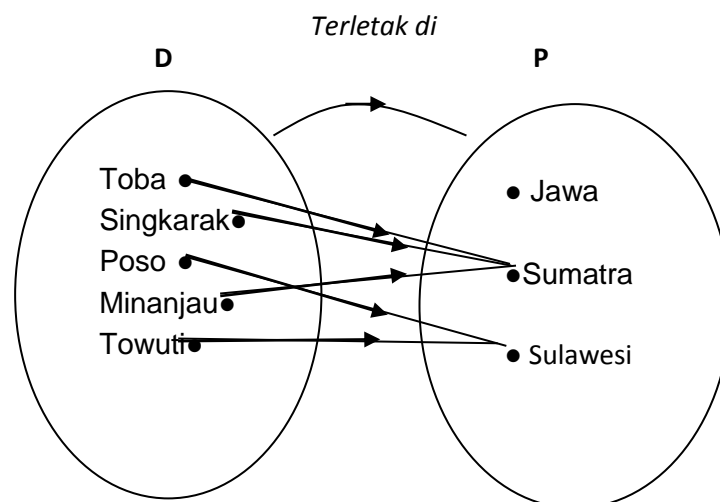 Terletak di
D
P
Toba
Singkarak
Poso
Minanjau
Towuti
Jawa
Sumatra
Sulawesi